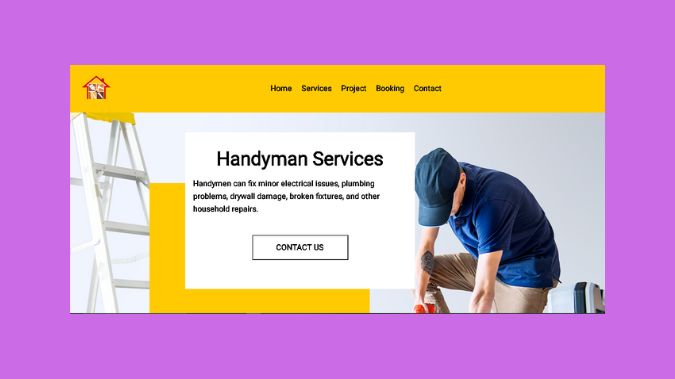 Home Services Project Booking Contact
Handyman Services
Handymen can fix minor electrical issues, plumbing
problems, drywall damage, broken fixtures, and other
household repairs.
CONTACT US